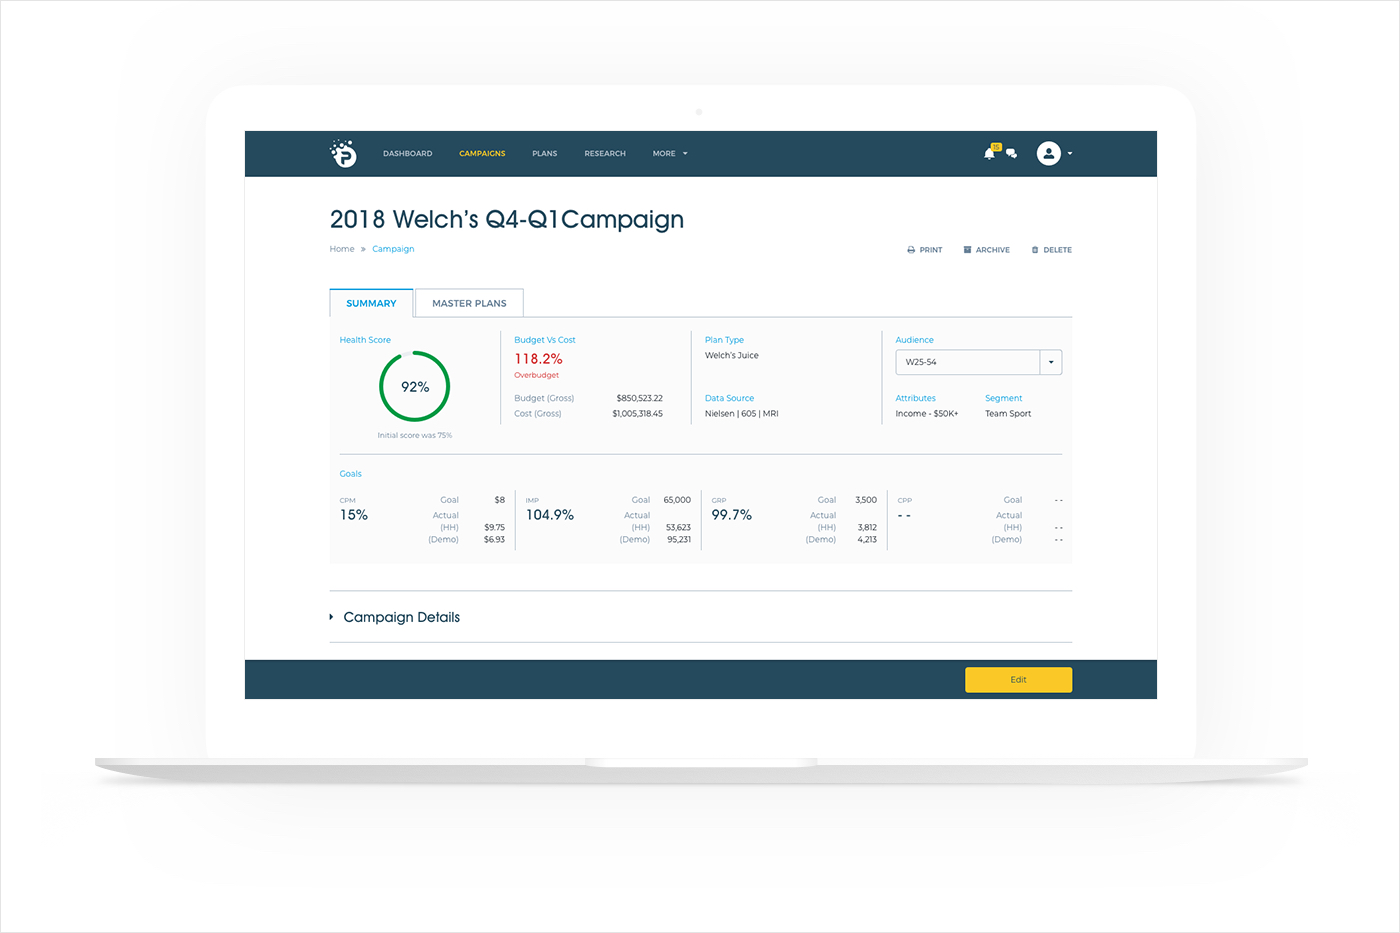 P DASHBOARD CAMPAIGNS PLANS RESEARCH MORE 15
2018 Welch's Q4-Q1Campaign
Home » Campaign
PRINT ARCHIVE DELETE
SUMMARY MASTER PLANS
Health Score
92%
Initial score was 75%
Budget Vs Cost
118.2%
Overbudget
Budget (Gross) $850,523.22
Cost (Gross) $1,005,318.45
Plan Type
Welch's Juice
Data Source
Nielsen | 605 | MRI
Audience
W25-54
Attributes Segment
Income - $50K+ Team Sport
Goals
CPM Goal $8
15% Actual
(HH) $9.75
(Demo) $6.93
IMP Goal 65,000
104.9% Actual
(HH) 53,623
(Demo) 95,231
GRP Goal 3,500
99.7% Actual
(HH) 3,812
(Demo) 4,213
CPP Goal - -
- - Actual
(HH) - -
(Demo) - -
Campaign Details
Edit